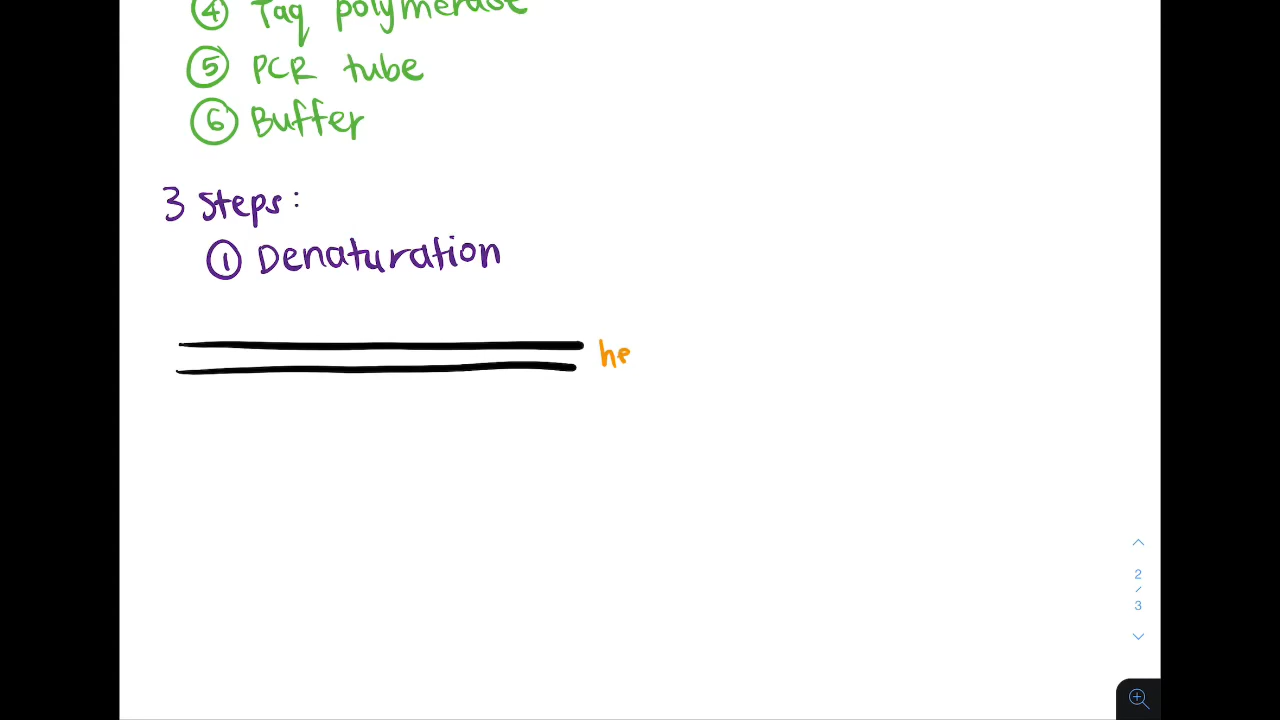 ④ Taq polymerase
⑤ PCR tube
⑥ Buffer
3 Steps:
① Denaturation
he
2
/
3